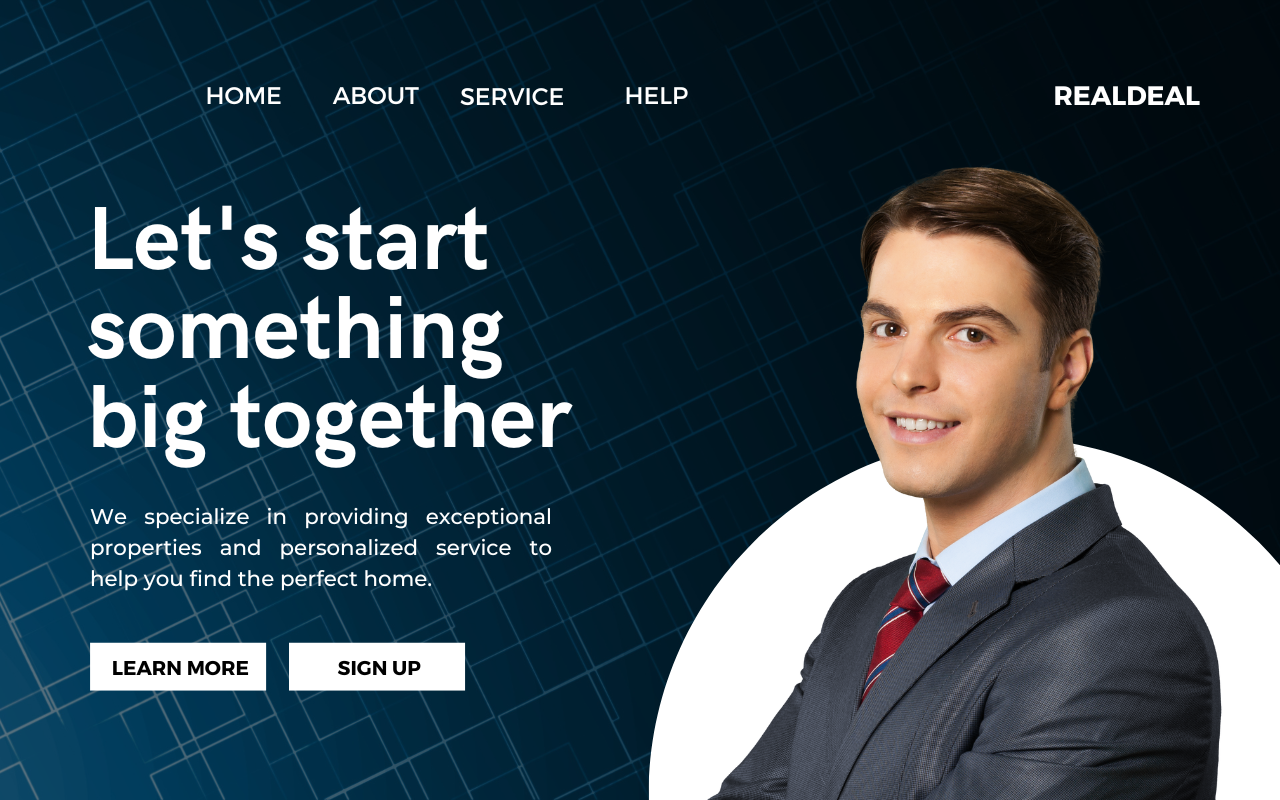 HOME ABOUT SERVICE HELP REALDEAL
Let's start
something
big together
We specialize in providing exceptional
properties and personalized service to
help you find the perfect home.
LEARN MORE SIGN UP